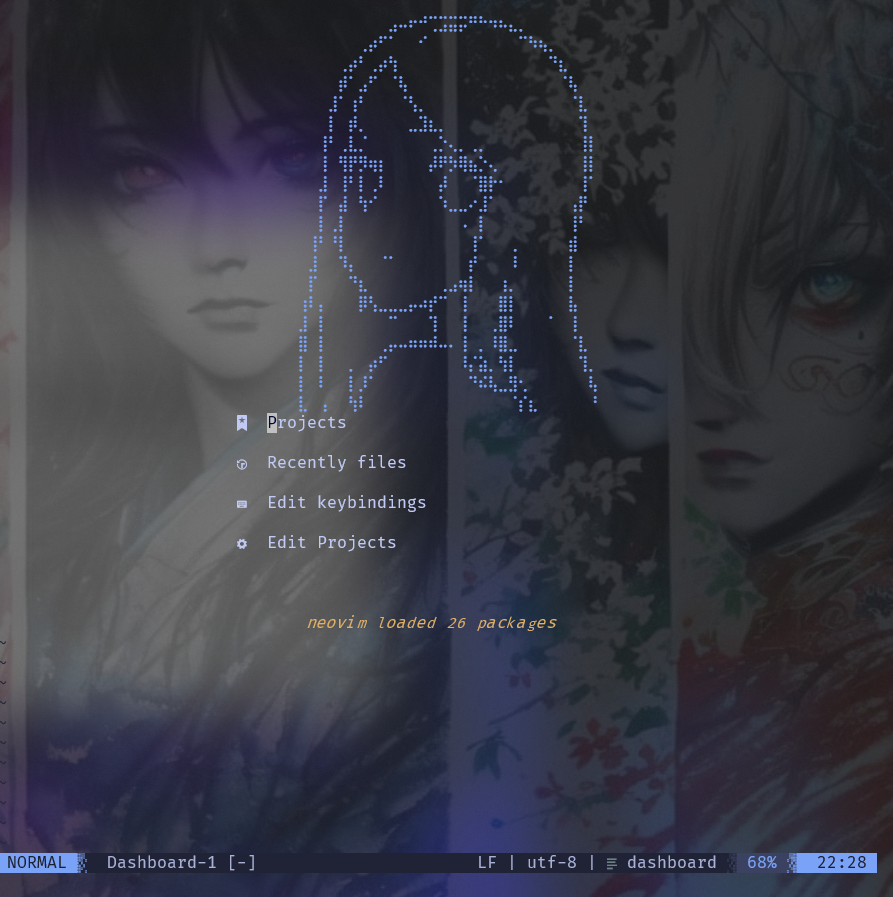 Projects
Recently files
Edit keybindings
Edit Projects
neovim loaded 26 packages
~
~
~
~
~
~
~
~
~
~
NORMAL Dashboard-1 [-] LF | utf-8 | dashboard 68% 22:28